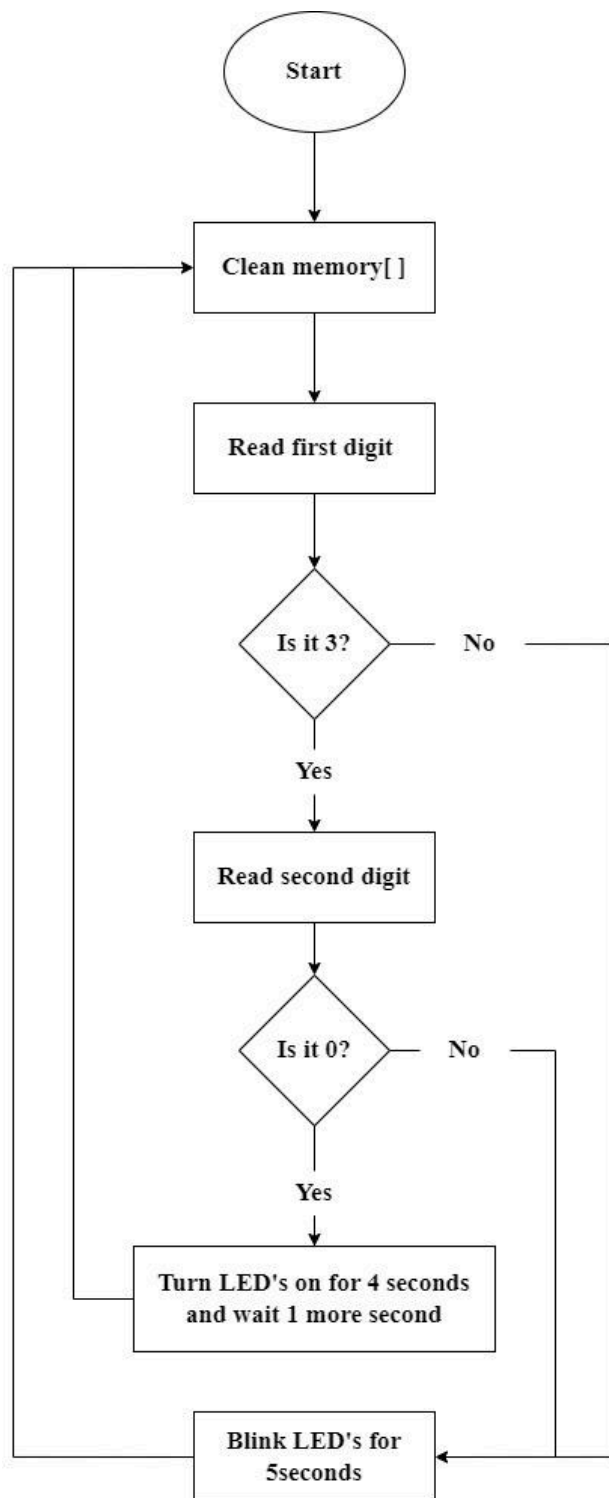 Start
Clean memory[ ]
Read first digit
Is it 3?
No
Yes
Read second digit
Is it 0?
No
Yes
Turn LED's on for 4 seconds
and wait 1 more second
Blink LED's for
5seconds